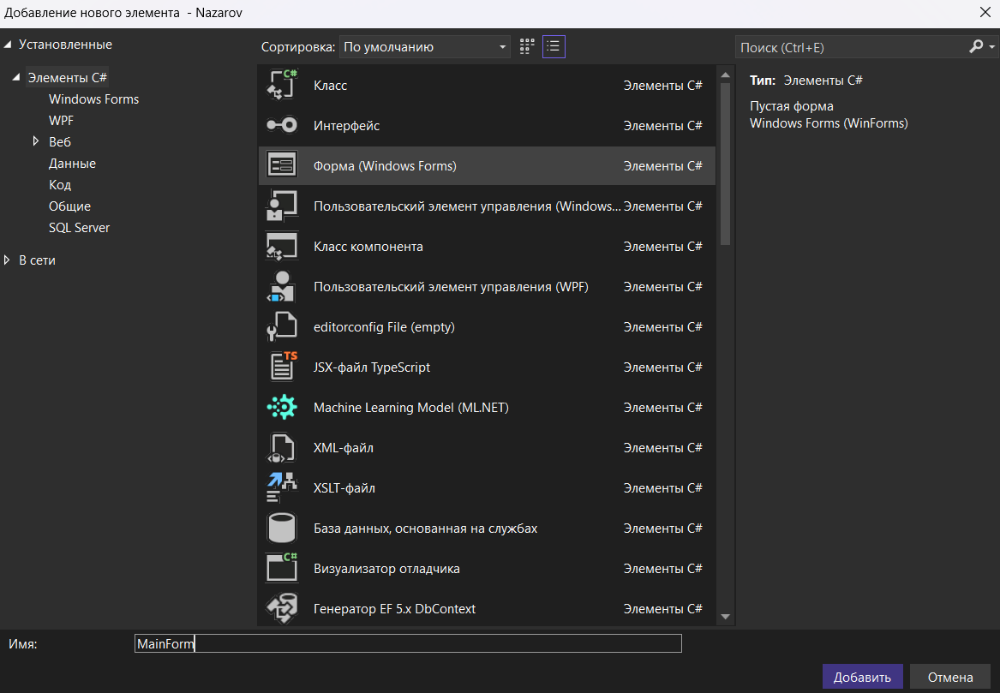 Добавление нового элемента - Nazarov
Установленные
Элементы C#
Windows Forms
WPF
Веб
Данные
Код
Общие
SQL Server
В сети
Сортировка: По умолчанию
C#
Класс Элементы C#
Интерфейс Элементы C#
Форма (Windows Forms) Элементы C#
Пользовательский элемент управления (Windows... Элементы C#
Класс компонента Элементы C#
Пользовательский элемент управления (WPF) Элементы C#
editorconfig File (empty) Элементы C#
TS
JSX-файл TypeScript Элементы C#
Machine Learning Model (ML.NET) Элементы C#
XML-файл Элементы C#
XSLT-файл Элементы C#
База данных, основанная на службах Элементы C#
C#
Визуализатор отладчика Элементы C#
Генератор EF 5.x DbContext Элементы C#
Поиск (Ctrl+E)
Тип: Элементы C#
Пустая форма
Windows Forms (WinForms)
Имя: MainForm
Добавить Отмена